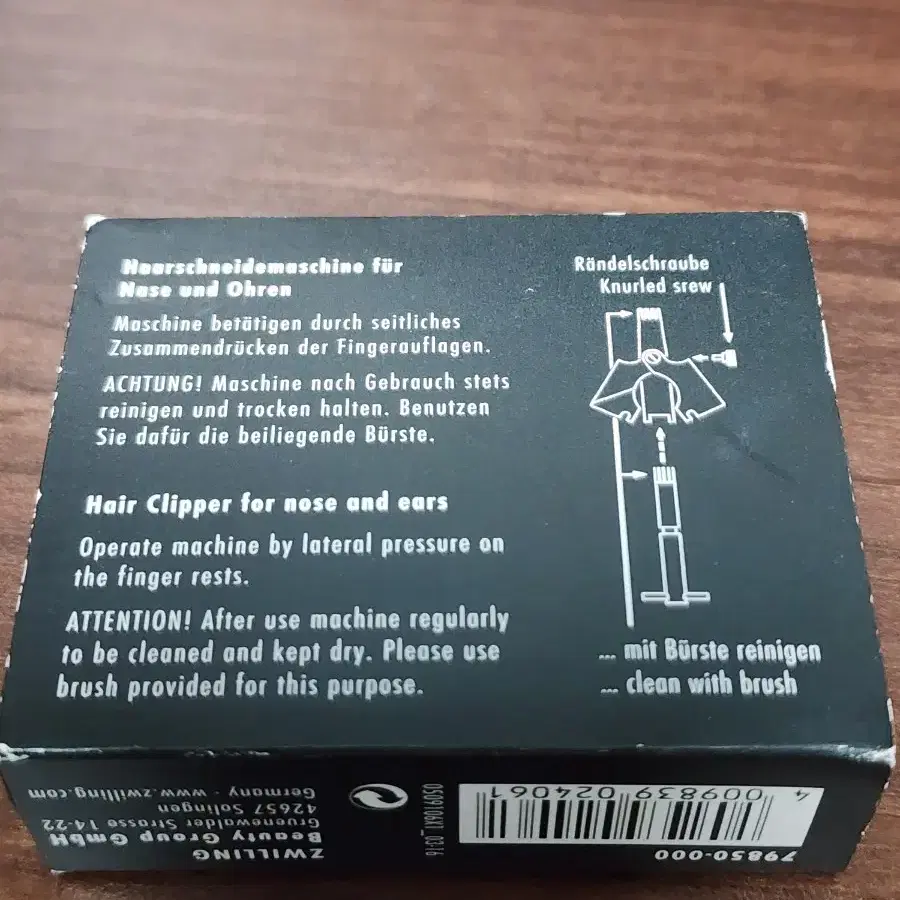 Haarschneidemaschine für
Nase und Ohren
Maschine betätigen durch seitliches
Zusammendrücken der Fingerauflagen.
ACHTUNG! Maschine nach Gebrauch stets
reinigen und trocken halten. Benutzen
Sie dafür die beiliegende Bürste.
Hair Clipper for nose and ears
Operate machine by lateral pressure on
the finger rests.
ATTENTION! After use machine regularly
to be cleaned and kept dry. Please use
brush provided for this purpose.
Rändelschraube
Knurled srew
... mit Bürste reinigen
... clean with brush
ZWILLING
Beauty Group GmbH
Gruenewalder Strasse 14-22
42657 Solingen
Germany - www.zwilling.com
79850-000
4 009839 024061